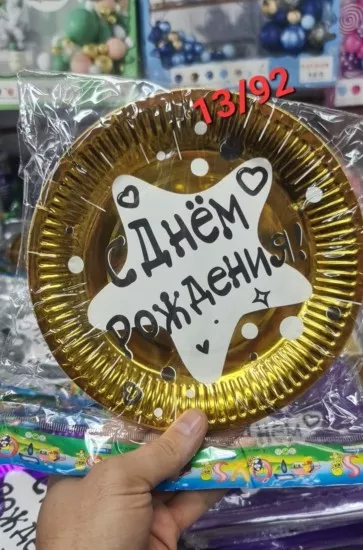 13/92
С Днём
рождения!